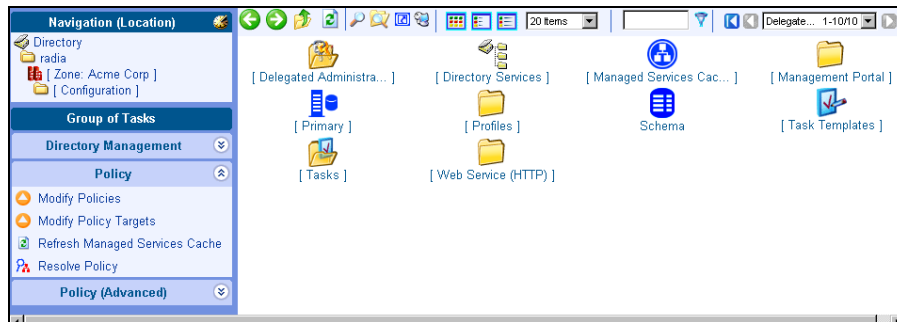 Navigation (Location)
Directory
radia
[ Zone: Acme Corp ]
[ Configuration ]
Group of Tasks
Directory Management
Policy
Modify Policies
Modify Policy Targets
Refresh Managed Services Cache
Resolve Policy
Policy (Advanced)
20 Items
Delegate... 1-10/10
[ Delegated Administra... ]
[ Directory Services ]
[ Managed Services Cac... ]
[ Management Portal ]
[ Primary ]
[ Profiles ]
Schema
[ Task Templates ]
[ Tasks ]
[ Web Service (HTTP) ]